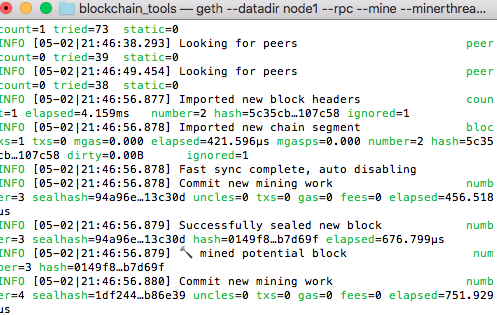 blockchain_tools — geth --datadir node1 --rpc --mine --minerthrea…
count=1 tried=73 static=0
INFO [05-02|21:46:38.293] Looking for peers peer
count=0 tried=39 static=0
INFO [05-02|21:46:49.454] Looking for peers peer
count=0 tried=38 static=0
INFO [05-02|21:46:56.877] Imported new block headers coun
t=1 elapsed=4.159ms number=2 hash=5c35cb…107c58 ignored=1
INFO [05-02|21:46:56.878] Imported new chain segment bloc
ks=1 txs=0 mgas=0.000 elapsed=421.596µs mgasps=0.000 number=2 hash=5c35
cb…107c58 dirty=0.00B ignored=1
INFO [05-02|21:46:56.878] Fast sync complete, auto disabling
INFO [05-02|21:46:56.878] Commit new mining work numb
er=3 sealhash=94a96e…13c30d uncles=0 txs=0 gas=0 fees=0 elapsed=456.518
µs
INFO [05-02|21:46:56.879] Successfully sealed new block numb
er=3 sealhash=94a96e…13c30d hash=0149f8…b7d69f elapsed=676.799µs
INFO [05-02|21:46:56.879] 🔨 mined potential block num
ber=3 hash=0149f8…b7d69f
INFO [05-02|21:46:56.880] Commit new mining work numb
er=4 sealhash=1df244…b86e39 uncles=0 txs=0 gas=0 fees=0 elapsed=751.929
µs